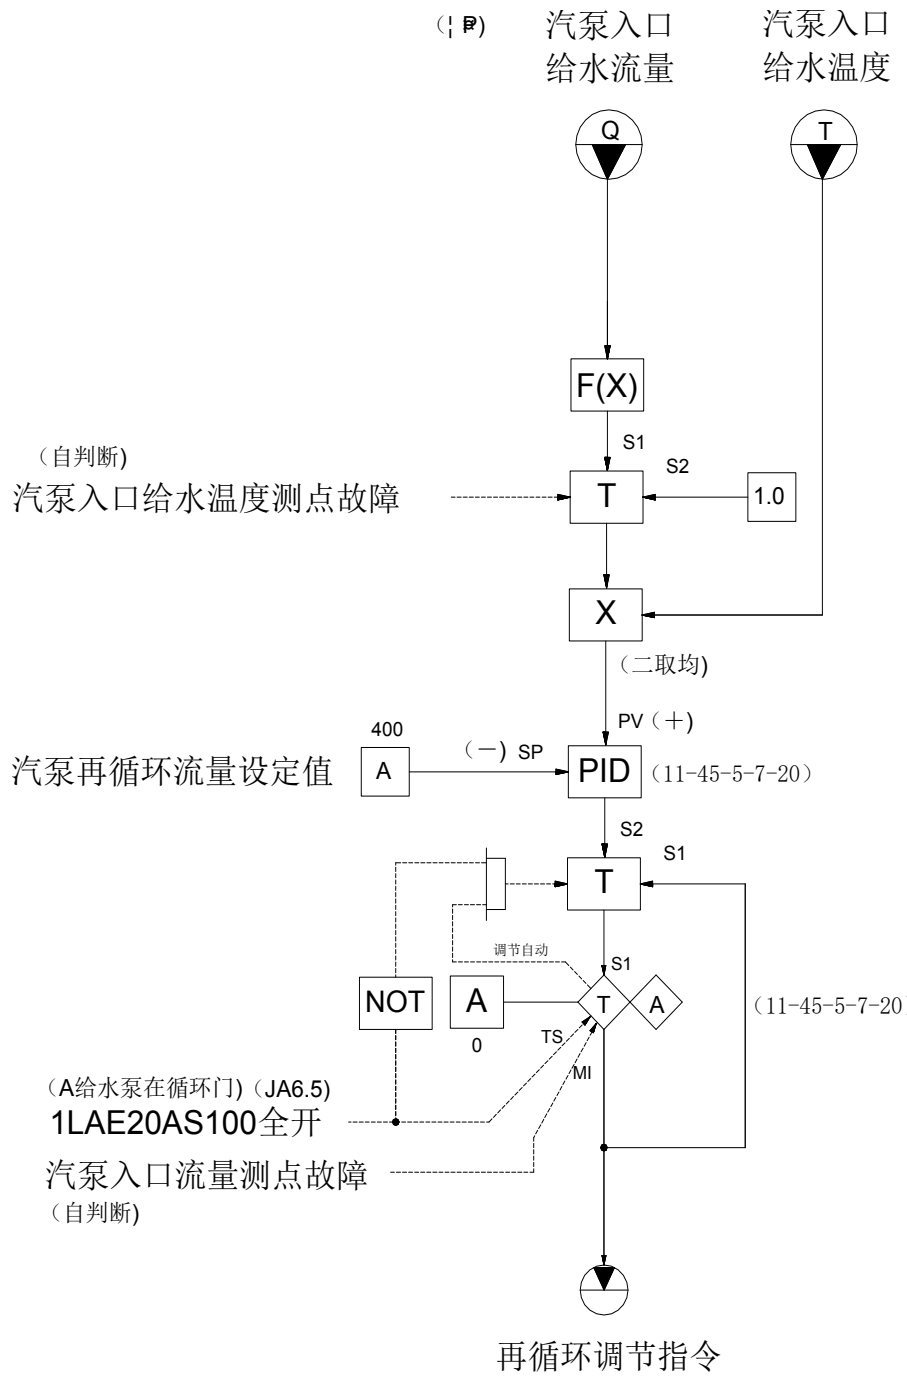 汽泵入口
给水流量
汽泵入口
给水温度
Q
T
F(X)
S1
（自判断)
汽泵入口给水温度测点故障
T
S2
1.0
X
（二取均)
PV（＋)
400
汽泵再循环流量设定值
A
（－) SP
PID
（11-45-5-7-20）
S2
S1
T
调节自动
S1
NOT
A
0
T
A
（11-45-5-7-20）
TS
MI
（A给水泵在循环门)（JA6.5)
1LAE20AS100全开
汽泵入口流量测点故障
（自判断)
再循环调节指令